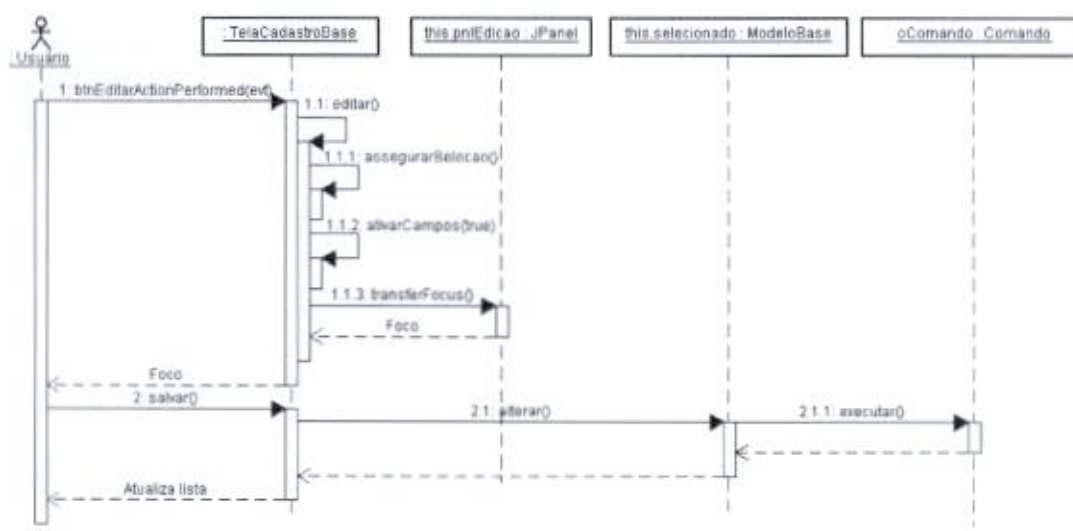 : TelaCadastroBase
this.pnlEdicao : JPanel
this.selecionado : ModeloBase
oComando : Comando
: Usuario
1: btnEditarActionPerformed(evt)
1.1: editar()
1.1.1: assegurarSelecao()
1.1.2: ativarCampos(true)
1.1.3: transferFocus()
Foco
Foco
2: salvar()
2.1: alterar()
2.1.1: executar()
Atualiza lista